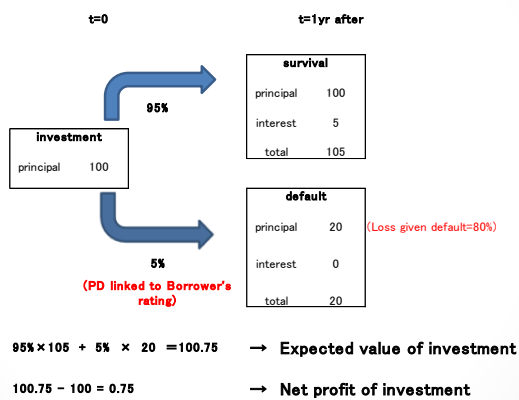 t=0
t=1yr after
survival
principal 100
interest 5
total 105
95%
investment
principal 100
default
principal 20 (Loss given default=80%)
interest 0
total 20
5%
(PD linked to Borrower's
rating)
95%×105 + 5% × 20 =100.75 → Expected value of investment
100.75 - 100 = 0.75 → Net profit of investment